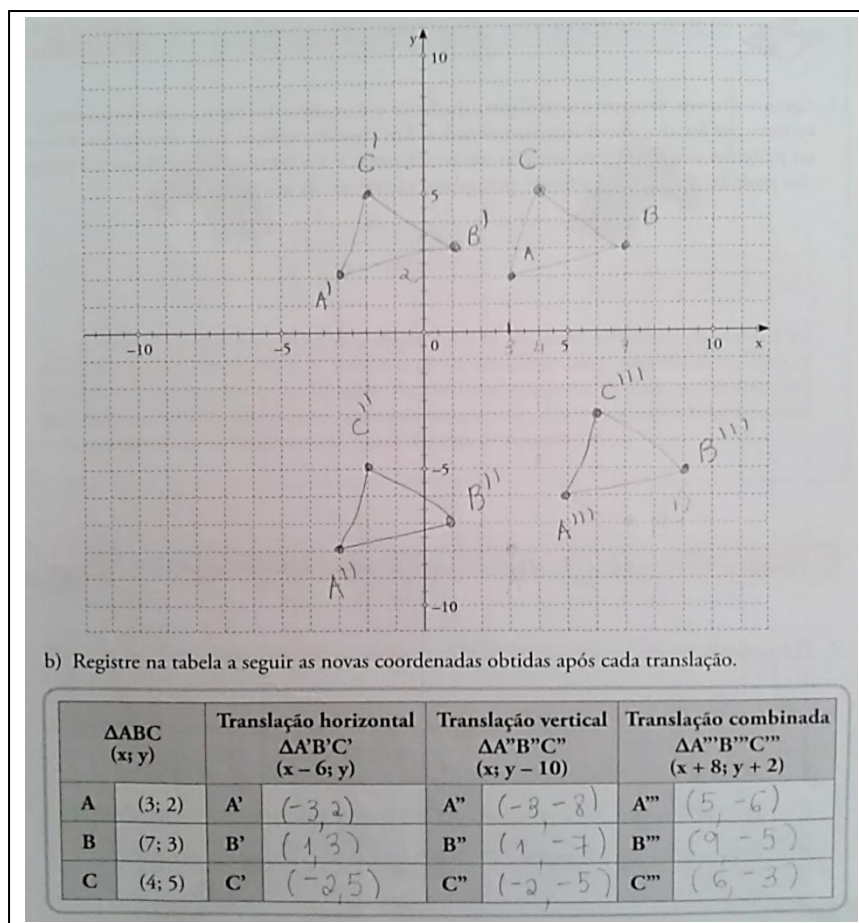 y
10
C' C
5
B' B
A' 2 A
-10 -5 0 3 4 5 7 10 x
C'' C'''
-5 B'''
B''
A'''
A''
-10
b) Registre na tabela a seguir as novas coordenadas obtidas após cada translação.
ΔABC (x; y) Translação horizontal ΔA'B'C' (x – 6; y) Translação vertical ΔA”B”C” (x; y – 10) Translação combinada ΔA”’B”’C”’ (x + 8; y + 2)
A (3; 2) A' (-3, 2) A” (-3, -8) A”’ (5, -6)
B (7; 3) B' (1, 3) B” (1, -7) B”’ (9, -5)
C (4; 5) C' (-2, 5) C” (-2, -5) C”’ (6, -3)